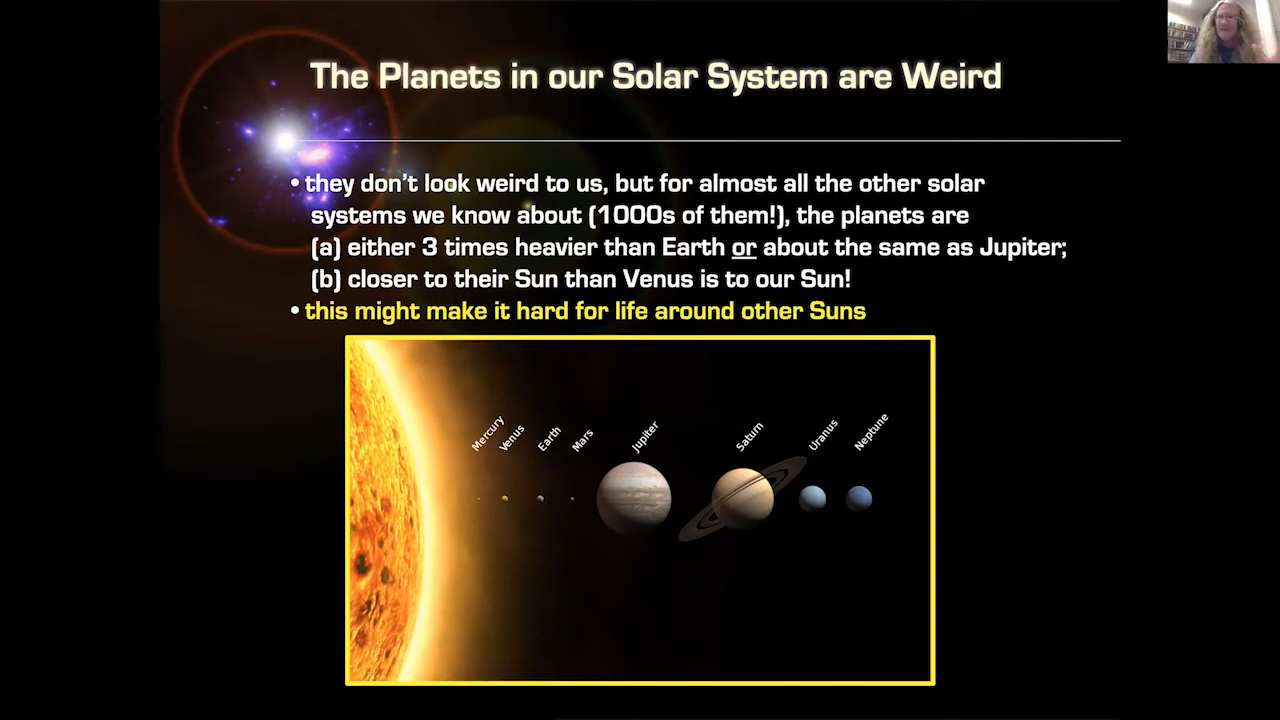 The Planets in our Solar System are Weird
• they don't look weird to us, but for almost all the other solar
systems we know about (1000s of them!), the planets are
(a) either 3 times heavier than Earth or about the same as Jupiter;
(b) closer to their Sun than Venus is to our Sun!
• this might make it hard for life around other Suns
Mercury
Venus
Earth
Mars
Jupiter
Saturn
Uranus
Neptune